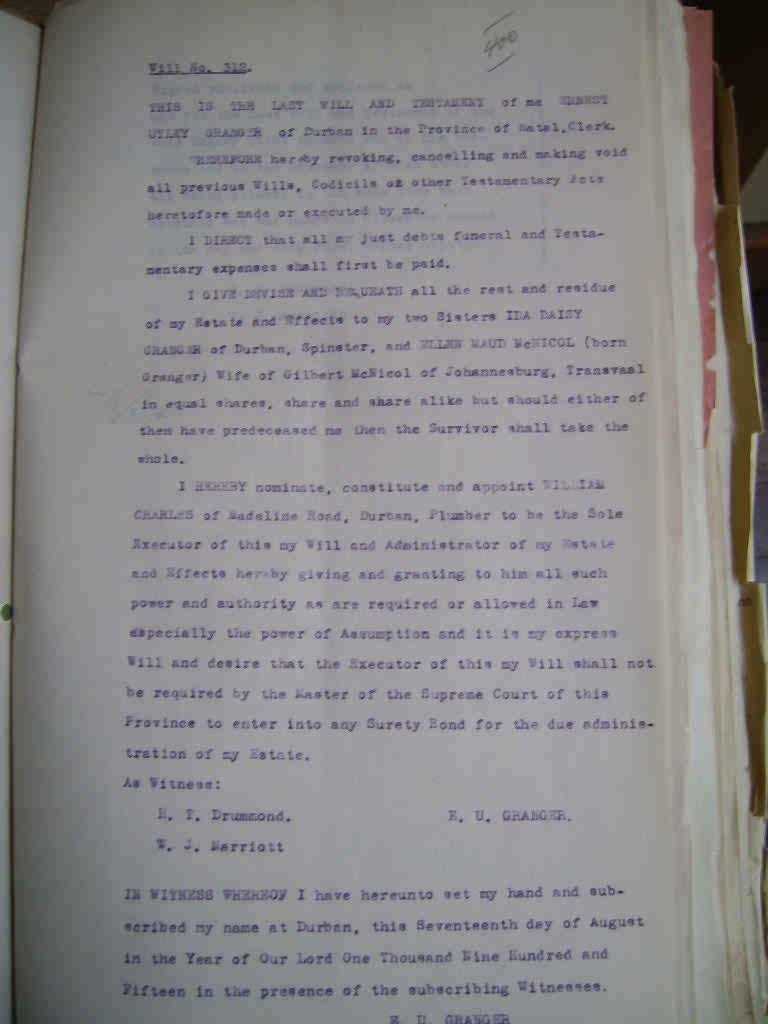 400
Will No. 312.
THIS IS THE LAST WILL AND TESTAMENT of me ERNEST
UTLEY GRANGER of Durban in the Province of Natal, Clerk.
THEREFORE hereby revoking, cancelling and making void
all previous Wills, Codicils or other Testamentary Acts
heretofore made or executed by me.
I DIRECT that all my just debts funeral and Testa-
mentary expenses shall first be paid.
I GIVE DEVISE AND BEQUEATH all the rest and residue
of my Estate and Effects to my two Sisters IDA DAISY
GRANGER of Durban, Spinster, and ELLEN MAUD McNICOL (born
Granger) Wife of Gilbert McNicol of Johannesburg, Transvaal
in equal shares, share and share alike but should either of
them have predeceased me then the Survivor shall take the
whole.
I HEREBY nominate, constitute and appoint WILLIAM
CHARLES of Madeline Road, Durban, Plumber to be the Sole
Executor of this my Will and Administrator of my Estate
and Effects hereby giving and granting to him all such
power and authority as are required or allowed in Law
especially the power of Assumption and it is my express
Will and desire that the Executor of this my Will shall not
be required by the Master of the Supreme Court of this
Province to enter into any Surety Bond for the due adminis-
tration of my Estate.
As Witness:
H. T. Drummond. E. U. GRANGER.
W. J. Marriott
IN WITNESS WHEREOF I have hereunto set my hand and sub-
scribed my name at Durban, this Seventeenth day of August
in the Year of Our Lord One Thousand Nine Hundred and
Fifteen in the presence of the subscribing Witnesses.
E. U. GRANGER